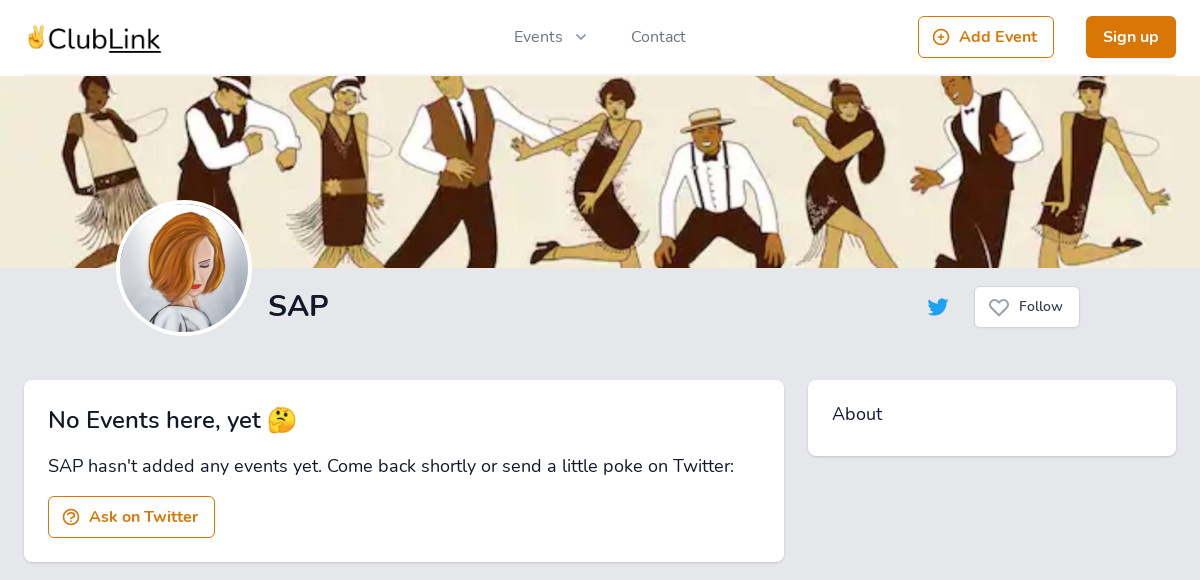 ✌️ClubLink
Events
Contact
Add Event
Sign up
SAP
Follow
No Events here, yet 🤔
SAP hasn't added any events yet. Come back shortly or send a little poke on Twitter:
Ask on Twitter
About